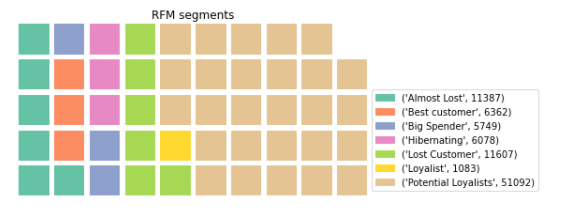 RFM segments
('Almost Lost', 11387)
('Best customer', 6362)
('Big Spender', 5749)
('Hibernating', 6078)
('Lost Customer', 11607)
('Loyalist', 1083)
('Potential Loyalists', 51092)